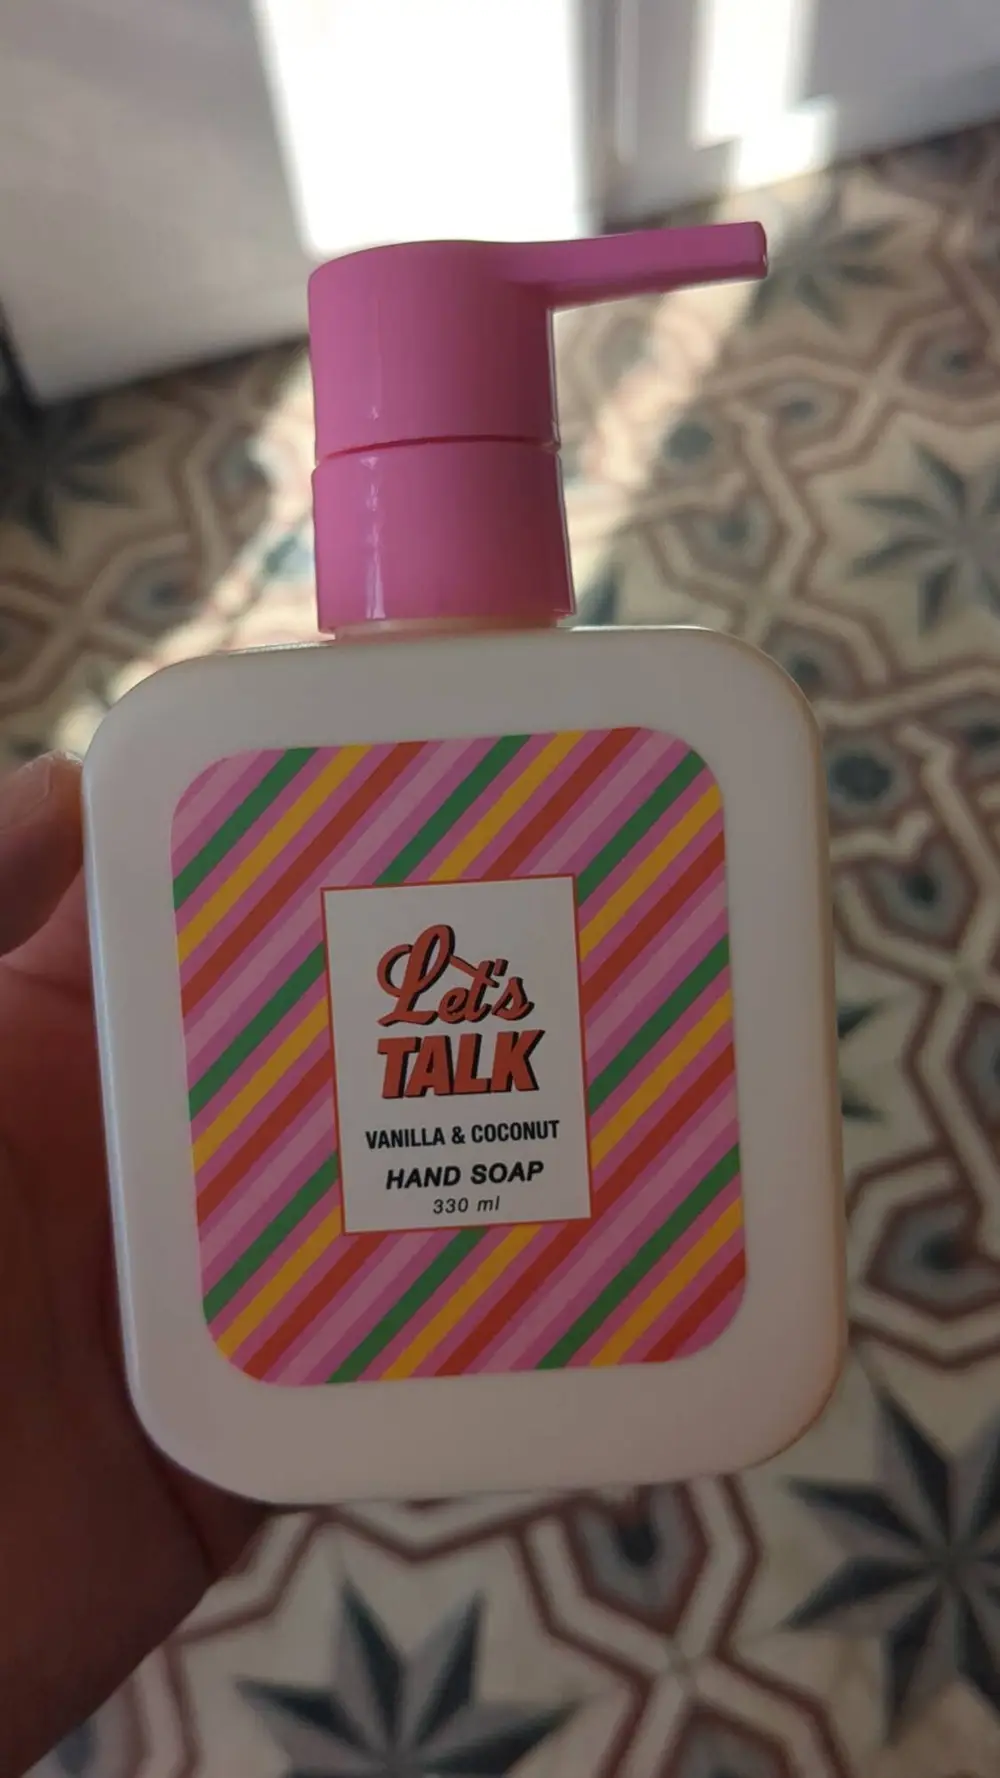 Let's
TALK
VANILLA & COCONUT
HAND SOAP
330 ml